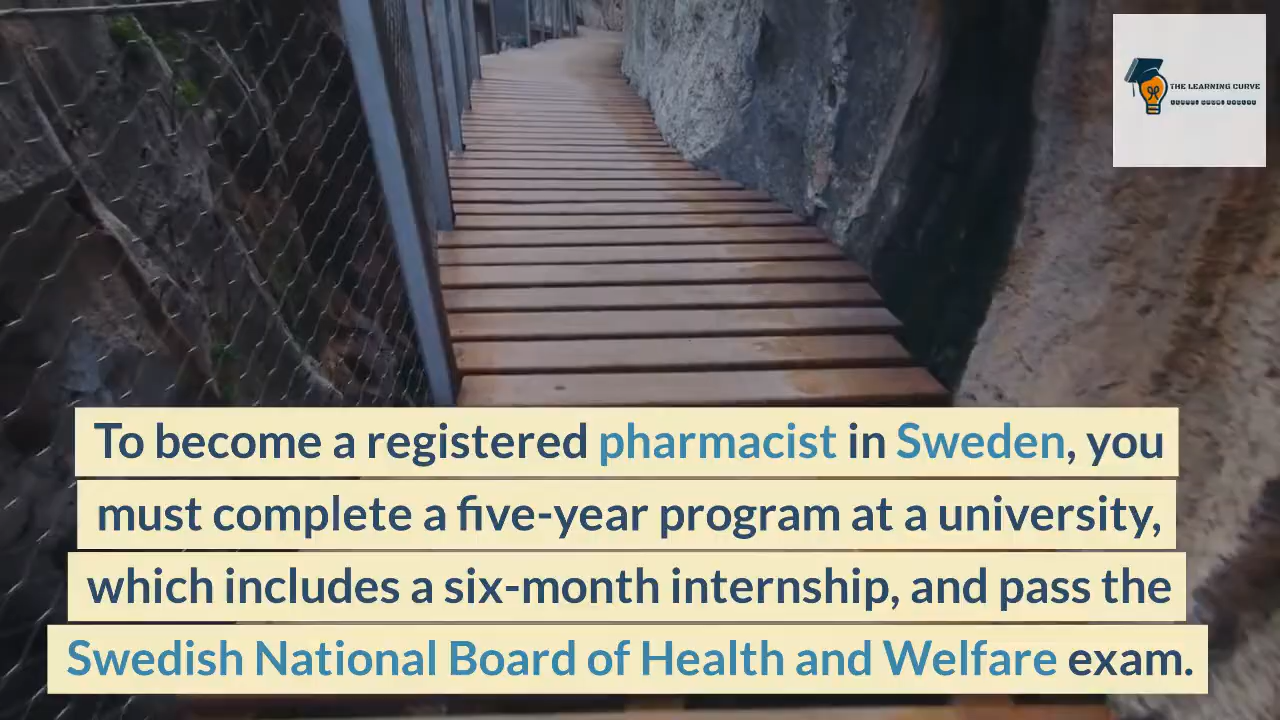 THE LEARNING CURVE
To become a registered pharmacist in Sweden, you
must complete a five-year program at a university,
which includes a six-month internship, and pass the
Swedish National Board of Health and Welfare exam.